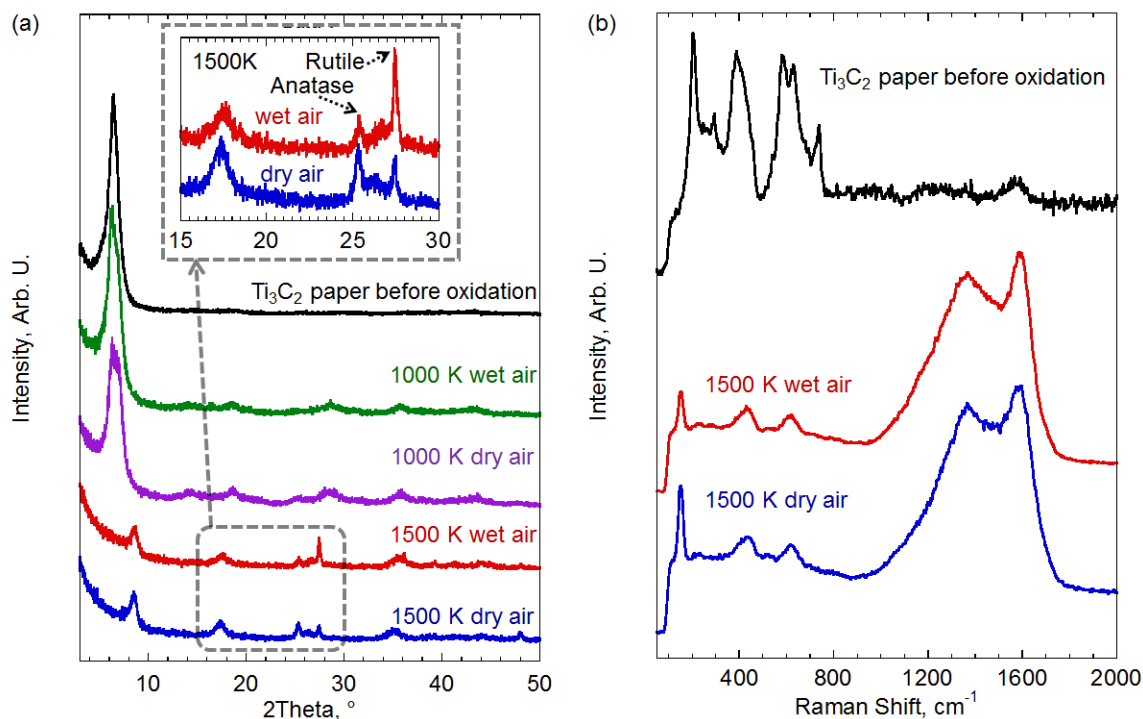 (a)
1500K
Rutile
Anatase
wet air
dry air
15 20 25 30
Ti₃C₂ paper before oxidation
1000 K wet air
1000 K dry air
1500 K wet air
1500 K dry air
Intensity, Arb. U.
10 20 30 40 50
2Theta, °
(b)
Ti₃C₂ paper before oxidation
1500 K wet air
1500 K dry air
Intensity, Arb. U.
400 800 1200 1600 2000
Raman Shift, cm⁻¹